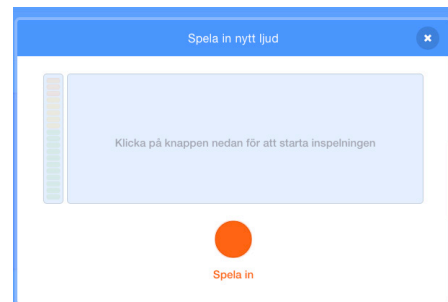 Spela in nytt ljud
Klicka på knappen nedan för att starta inspelningen
Spela in